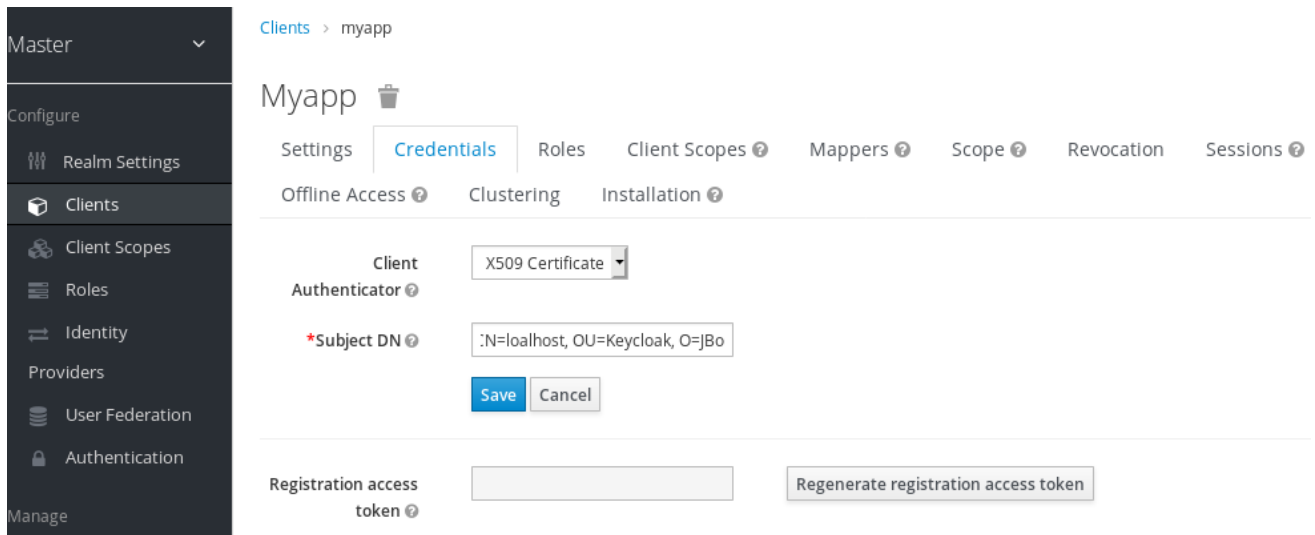 Master
Clients > myapp
Myapp
Configure
Settings Credentials Roles Client Scopes Mappers Scope Revocation Sessions
Offline Access Clustering Installation
Realm Settings
Clients
Client Scopes
Roles
Identity
Providers
User Federation
Authentication
Manage
Client
Authenticator
X509 Certificate
*Subject DN
N=loalhost, OU=Keycloak, O=JBo
Save Cancel
Registration access
token
Regenerate registration access token